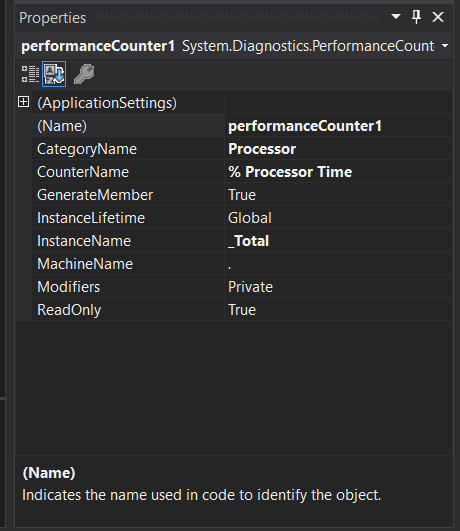 Properties
performanceCounter1 System.Diagnostics.PerformanceCount
(ApplicationSettings)
(Name) performanceCounter1
CategoryName Processor
CounterName % Processor Time
GenerateMember True
InstanceLifetime Global
InstanceName _Total
MachineName .
Modifiers Private
ReadOnly True
(Name)
Indicates the name used in code to identify the object.